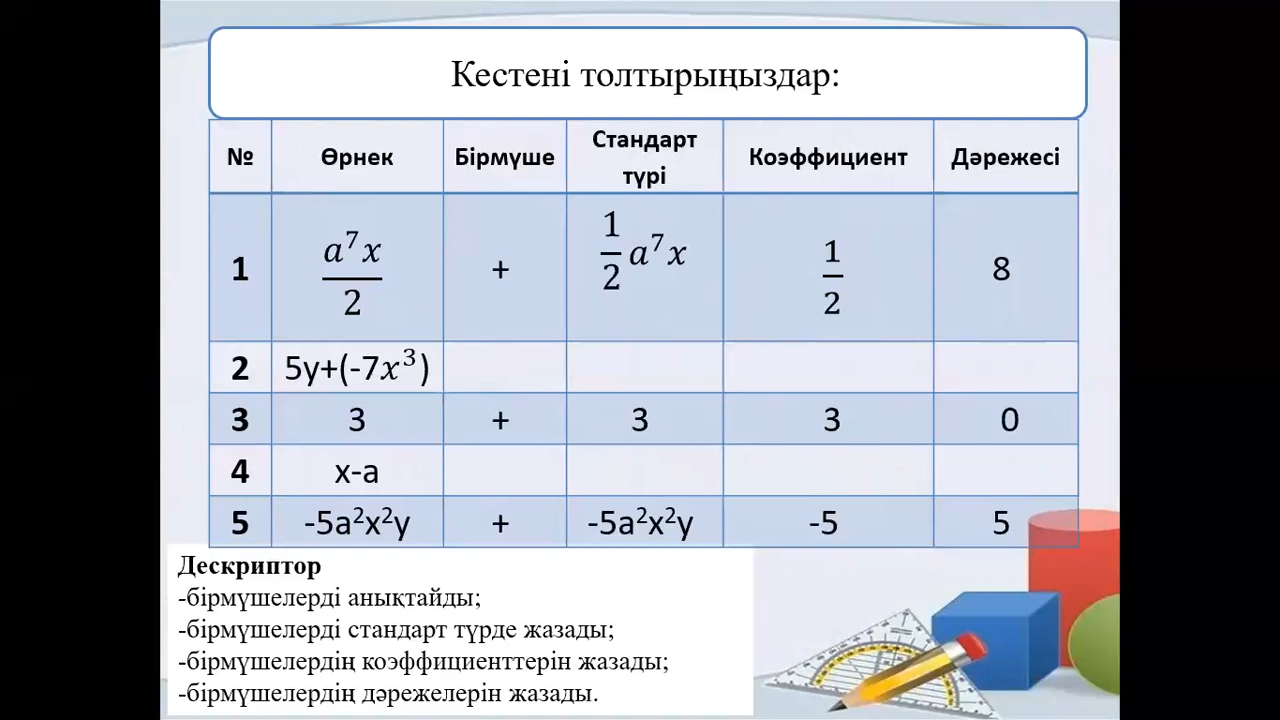 Кестені толтырыңыздар:
№ Өрнек Бірмүше Стандарт түрі Коэффициент Дәрежесі
1 a⁷x/2 + 1/2 a⁷x 1/2 8
2 5y+(-7x³)
3 3 + 3 3 0
4 x-a
5 -5a²x²y + -5a²x²y -5 5
Дескриптор
-бірмүшелерді анықтайды;
-бірмүшелерді стандарт түрде жазады;
-бірмүшелердің коэффициенттерін жазады;
-бірмүшелердің дәрежелерін жазады.